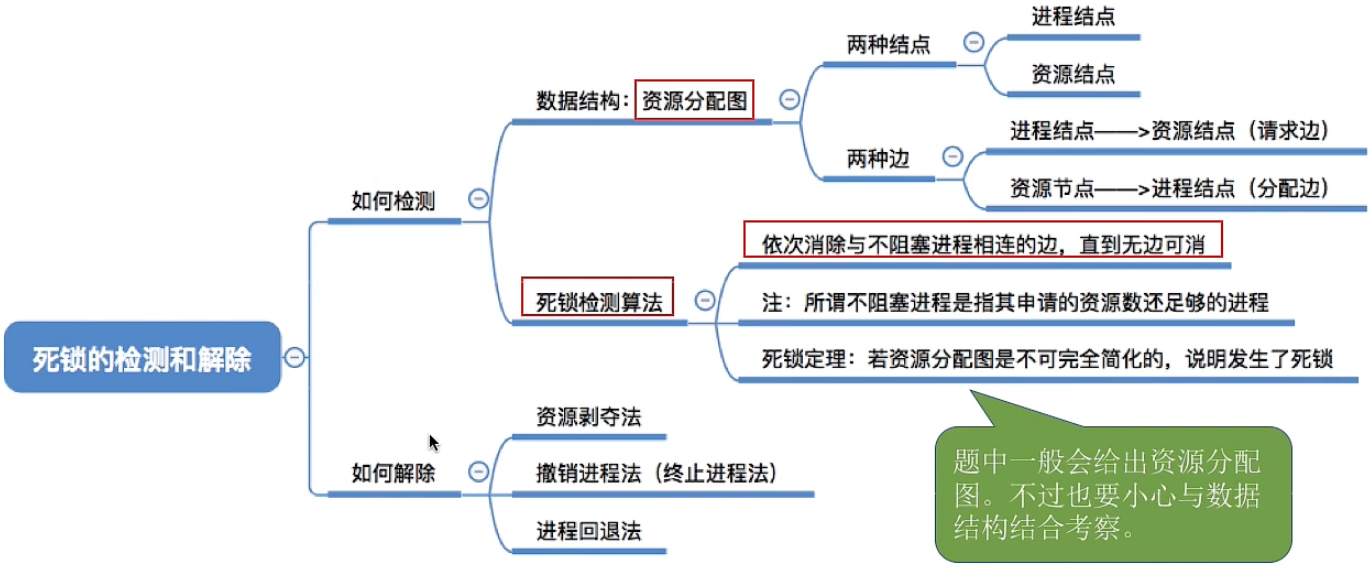 死锁的检测和解除
如何检测
数据结构：资源分配图
两种结点
进程结点
资源结点
两种边
进程结点——>资源结点（请求边）
资源节点——>进程结点（分配边）
死锁检测算法
依次消除与不阻塞进程相连的边，直到无边可消
注：所谓不阻塞进程是指其申请的资源数还足够的进程
死锁定理：若资源分配图是不可完全简化的，说明发生了死锁
如何解除
资源剥夺法
撤销进程法（终止进程法）
进程回退法
题中一般会给出资源分配
图。不过也要小心与数据
结构结合考察。